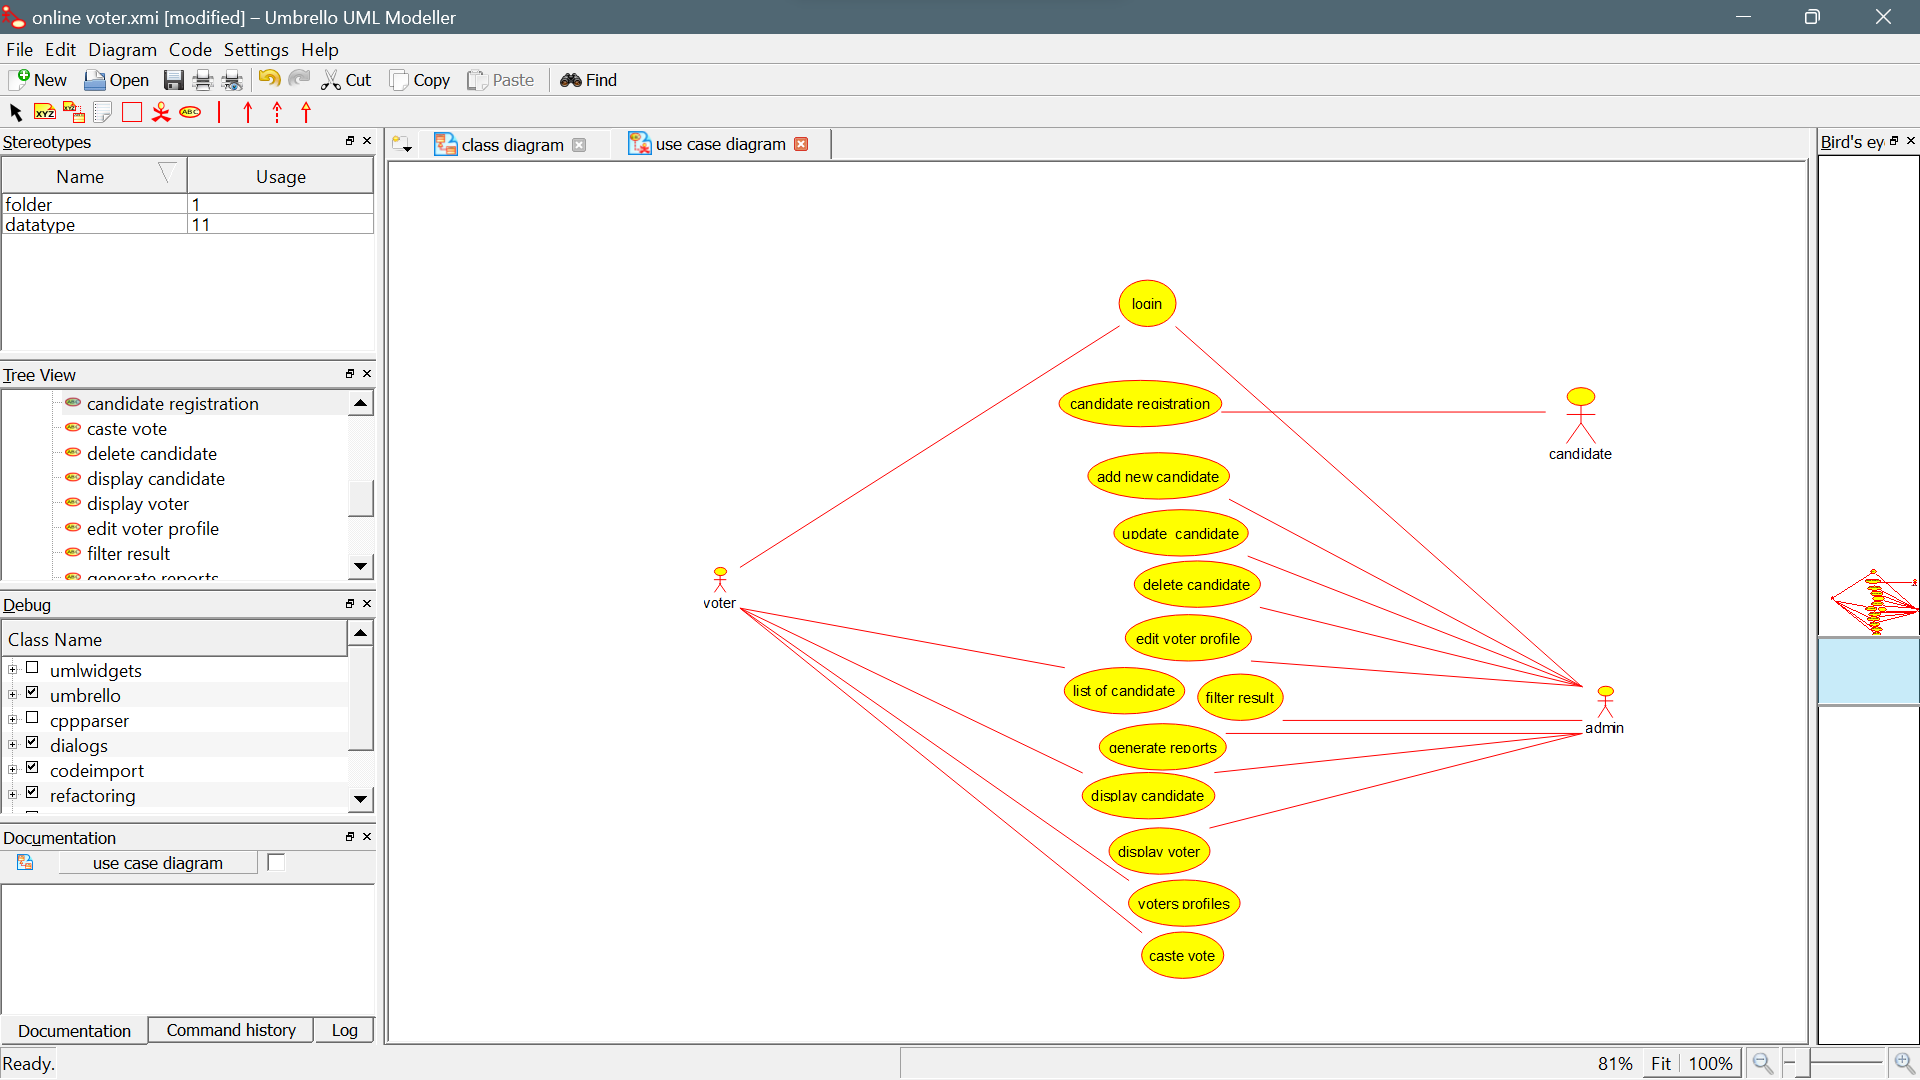 online voter.xmi [modified] – Umbrello UML Modeller
File Edit Diagram Code Settings Help
New Open Cut Copy Paste Find
XYZ XYZ ABC
Stereotypes
Name Usage
folder 1
datatype 11
Tree View
candidate registration
caste vote
delete candidate
display candidate
display voter
edit voter profile
filter result
generate reports
Debug
Class Name
umlwidgets
umbrello
cppparser
dialogs
codeimport
refactoring
Documentation
use case diagram
Documentation Command history Log
Ready.
class diagram use case diagram
login
candidate registration
candidate
add new candidate
update candidate
delete candidate
voter
edit voter profile
list of candidate
filter result
admin
generate reports
display candidate
display voter
voters profiles
caste vote
Bird's ey
81% Fit 100%